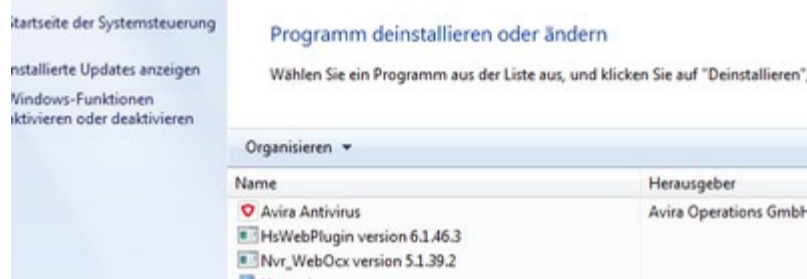 Startseite der Systemsteuerung
Programm deinstallieren oder ändern
nstallierte Updates anzeigen
Wählen Sie ein Programm aus der Liste aus, und klicken Sie auf "Deinstallieren",
Windows-Funktionen
ktivieren oder deaktivieren
Organisieren
Name Herausgeber
Avira Antivirus Avira Operations GmbH
HsWebPlugin version 6.1.46.3
Nvr_WebOcx version 5.1.39.2